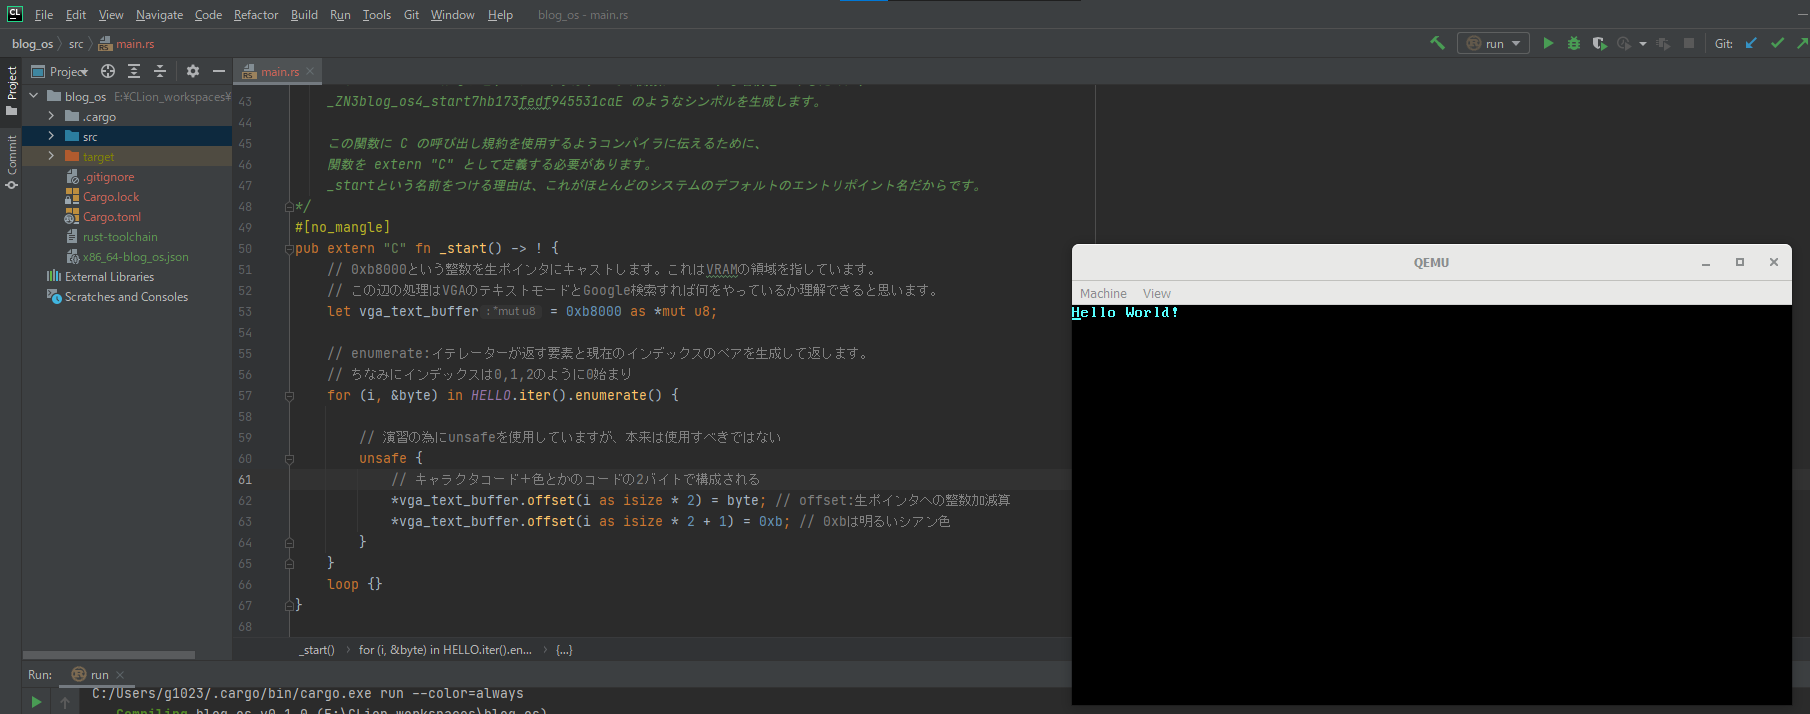 CL File Edit View Navigate Code Refactor Build Run Tools Git Window Help blog_os - main.rs
blog_os src main.rs
run
Git:
Project
Commit
Project
blog_os E:¥CLion_workspaces¥
.cargo
src
target
.gitignore
Cargo.lock
Cargo.toml
rust-toolchain
x86_64-blog_os.json
External Libraries
Scratches and Consoles
main.rs
43 _ZN3blog_os4_start7hb173fedf945531caE のようなシンボルを生成します。
44
45 この関数に C の呼び出し規約を使用するようコンパイラに伝えるために、
46 関数を extern "C" として定義する必要があります。
47 _startという名前をつける理由は、これがほとんどのシステムのデフォルトのエントリポイント名だからです。
48 */
49 #[no_mangle]
50 pub extern "C" fn _start() -> ! {
51 // 0xb8000という整数を生ポインタにキャストします。これはVRAMの領域を指しています。
52 // この辺の処理はVGAのテキストモードとGoogle検索すれば何をやっているか理解できると思います。
53 let vga_text_buffer : *mut u8 = 0xb8000 as *mut u8;
54
55 // enumerate:イテレーターが返す要素と現在のインデックスのペアを生成して返します。
56 // ちなみにインデックスは0,1,2のように0始まり
57 for (i, &byte) in HELLO.iter().enumerate() {
58
59 // 演習の為にunsafeを使用していますが、本来は使用すべきではない
60 unsafe {
61 // キャラクタコード＋色とかのコードの2バイトで構成される
62 *vga_text_buffer.offset(i as isize * 2) = byte; // offset:生ポインタへの整数加減算
63 *vga_text_buffer.offset(i as isize * 2 + 1) = 0xb; // 0xbは明るいシアン色
64 }
65 }
66 loop {}
67 }
68
_start() for (i, &byte) in HELLO.iter().en... {...}
QEMU
Machine View
Hello World!
Run: run
C:/Users/g1023/.cargo/bin/cargo.exe run --color=always
Compiling blog_os v0.1.0 (E:\CLion_workspaces\blog_os)